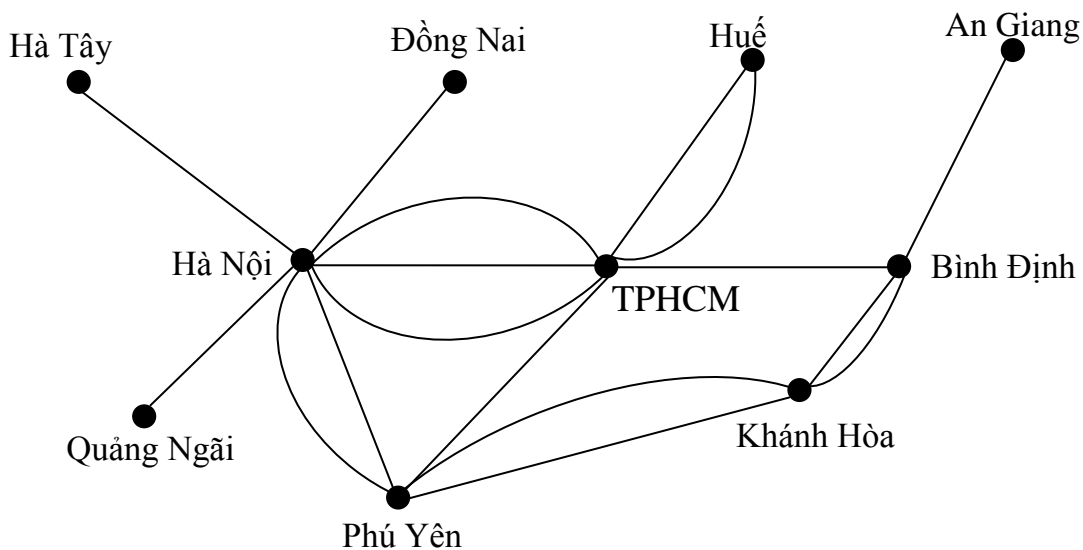 Hà Tây
Đồng Nai
Huế
An Giang
Hà Nội
TPHCM
Bình Định
Quảng Ngãi
Khánh Hòa
Phú Yên